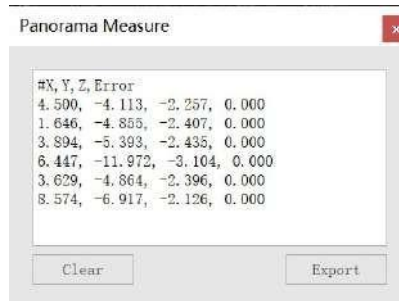 Panorama Measure
#X, Y, Z, Error
4.500, -4.113, -2.257, 0.000
1.646, -4.855, -2.407, 0.000
3.894, -5.393, -2.435, 0.000
6.447, -11.972, -3.104, 0.000
3.629, -4.864, -2.396, 0.000
8.574, -6.917, -2.126, 0.000
Clear
Export